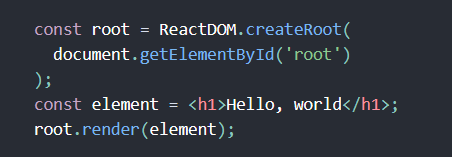 const root = ReactDOM.createRoot(
  document.getElementById('root')
);
const element = <h1>Hello, world</h1>;
root.render(element);